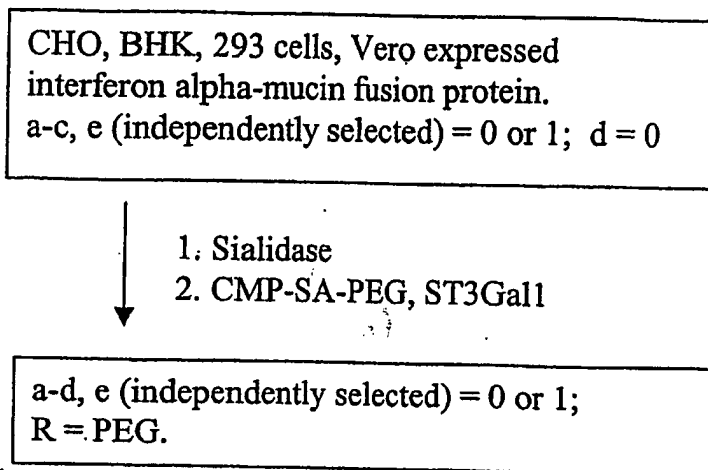 CHO, BHK, 293 cells, Vero expressed
interferon alpha-mucin fusion protein.
a-c, e (independently selected) = 0 or 1; d = 0
1. Sialidase
2. CMP-SA-PEG, ST3Gal1
a-d, e (independently selected) = 0 or 1;
R = PEG.